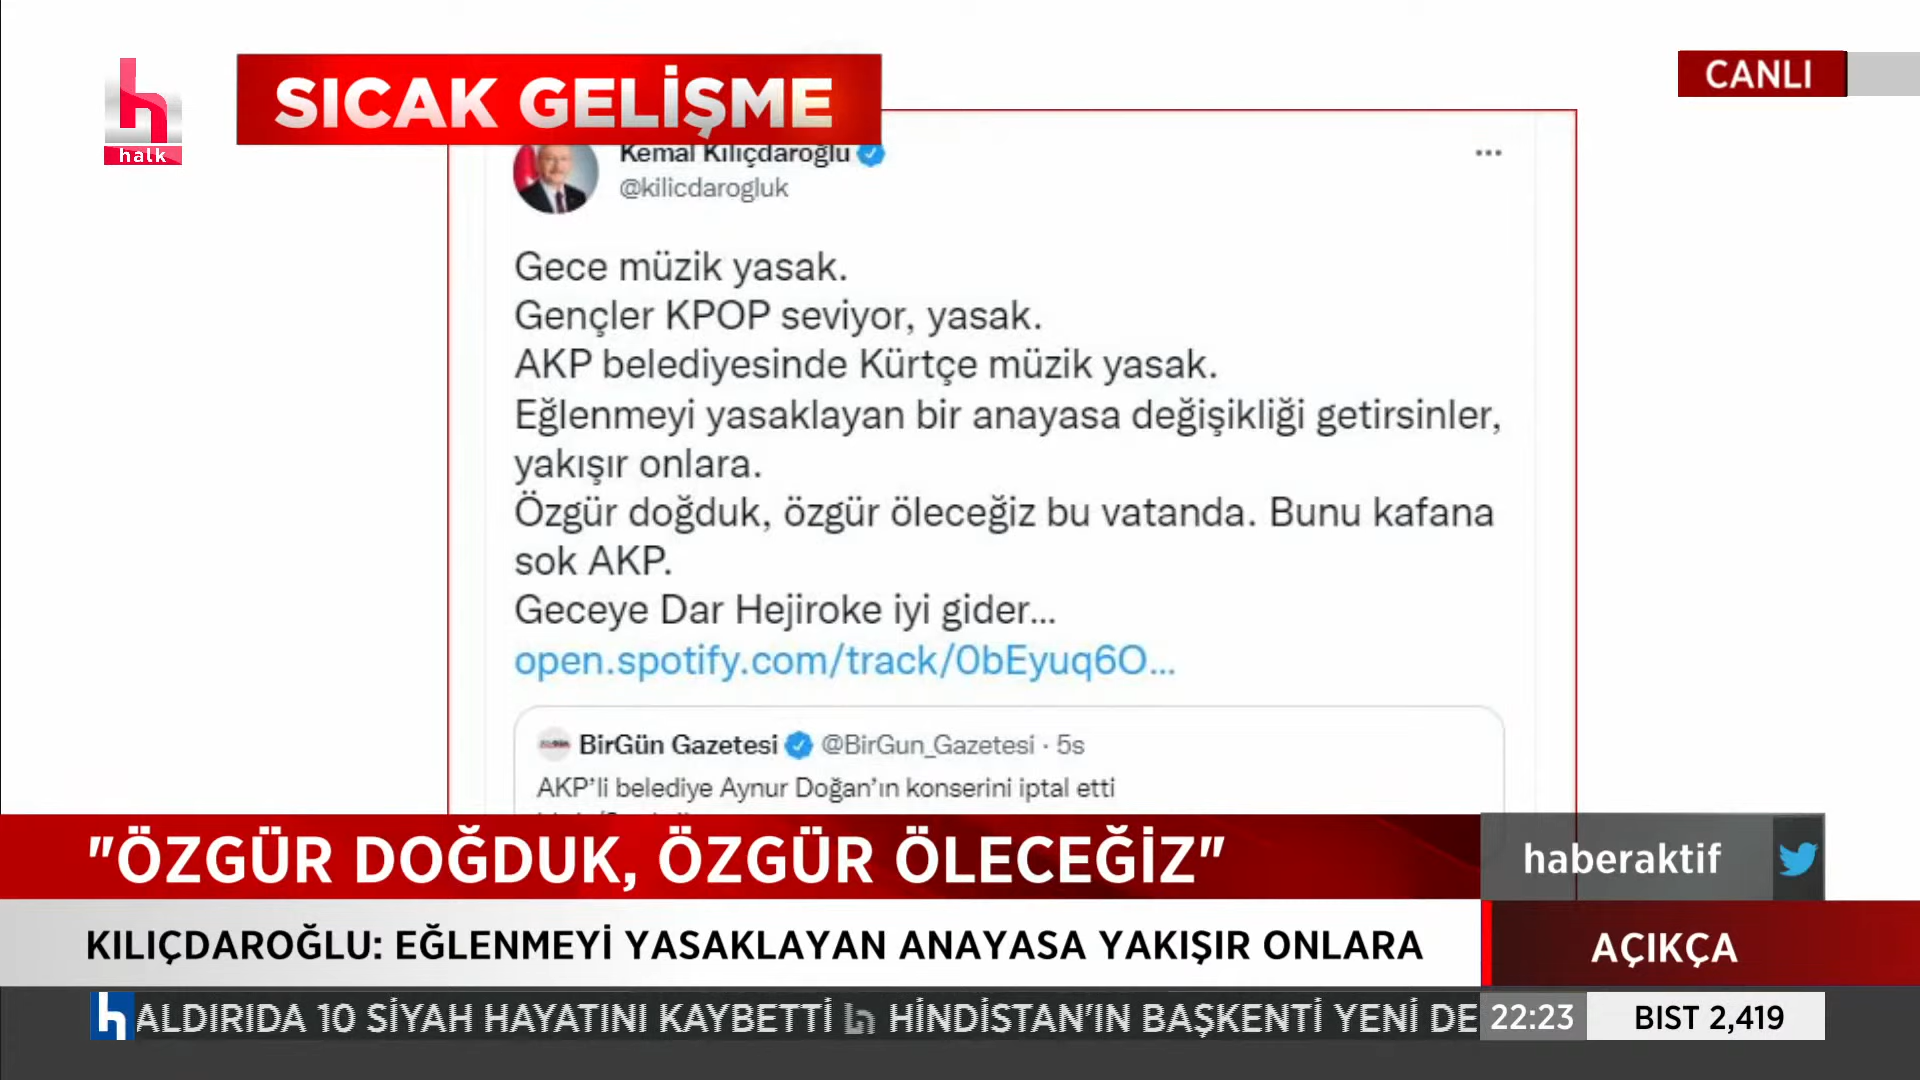 h
halk
SICAK GELİŞME
CANLI
Kemal Kılıçdaroğlu
@kilicdarogluk
Gece müzik yasak.
Gençler KPOP seviyor, yasak.
AKP belediyesinde Kürtçe müzik yasak.
Eğlenmeyi yasaklayan bir anayasa değişikliği getirsinler,
yakışır onlara.
Özgür doğduk, özgür öleceğiz bu vatanda. Bunu kafana
sok AKP.
Geceye Dar Hejiroke iyi gider...
open.spotify.com/track/0bEyuq6O...
BirGün Gazetesi @BirGun_Gazetesi · 5s
AKP'li belediye Aynur Doğan'ın konserini iptal etti
"ÖZGÜR DOĞDUK, ÖZGÜR ÖLECEĞİZ"
haberaktif
KILIÇDAROĞLU: EĞLENMEYİ YASAKLAYAN ANAYASA YAKIŞIR ONLARA
AÇIKÇA
h ALDIRIDA 10 SİYAH HAYATINI KAYBETTİ h HİNDİSTAN'IN BAŞKENTİ YENİ DE
22:23
BIST 2,419